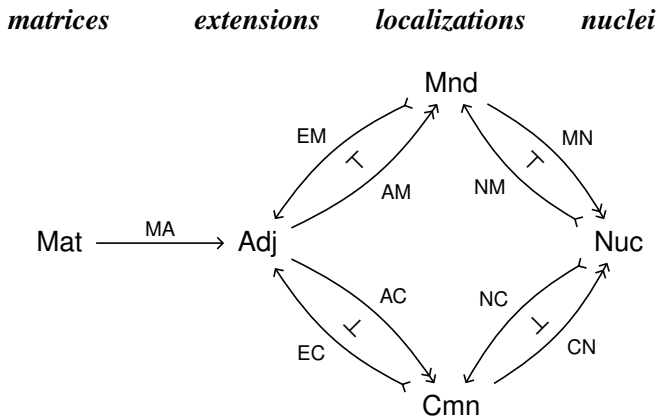 matrices extensions localizations nuclei
Mnd
EM MN
AM NM
Mat MA Adj Nuc
AC NC
EC CN
Cmn